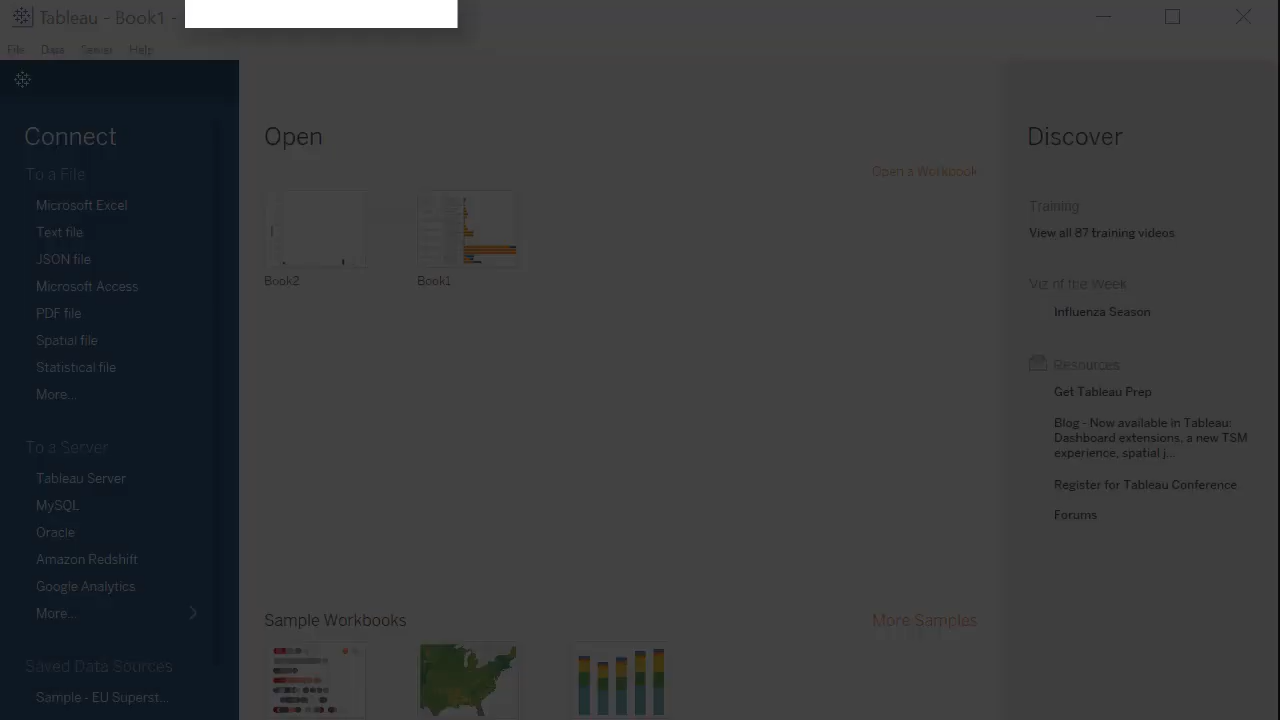 Tableau - Book1 -
File Data Server Help
Connect
To a File
Microsoft Excel
Text file
JSON file
Microsoft Access
PDF file
Spatial file
Statistical file
More...
To a Server
Tableau Server
MySQL
Oracle
Amazon Redshift
Google Analytics
More...
Saved Data Sources
Sample - EU Superst...
Open
Open a Workbook
Book2
Book1
Sample Workbooks
More Samples
Discover
Training
View all 87 training videos
Viz of the Week
Influenza Season
Resources
Get Tableau Prep
Blog - Now available in Tableau:
Dashboard extensions, a new TSM
experience, spatial j...
Register for Tableau Conference
Forums